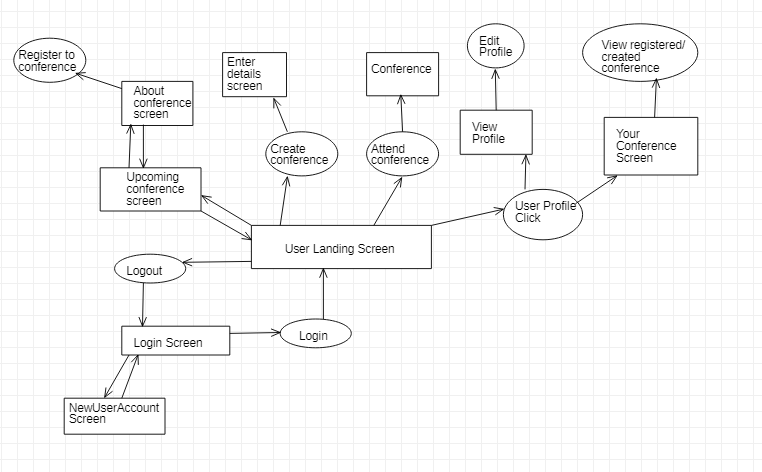 Register to
conference
About
conference
screen
Enter
details
screen
Conference
Edit
Profile
View registered/
created
conference
View
Profile
Your
Conference
Screen
Create
conference
Attend
conference
Upcoming
conference
screen
User Profile
Click
User Landing Screen
Logout
Login Screen
Login
NewUserAccount
Screen